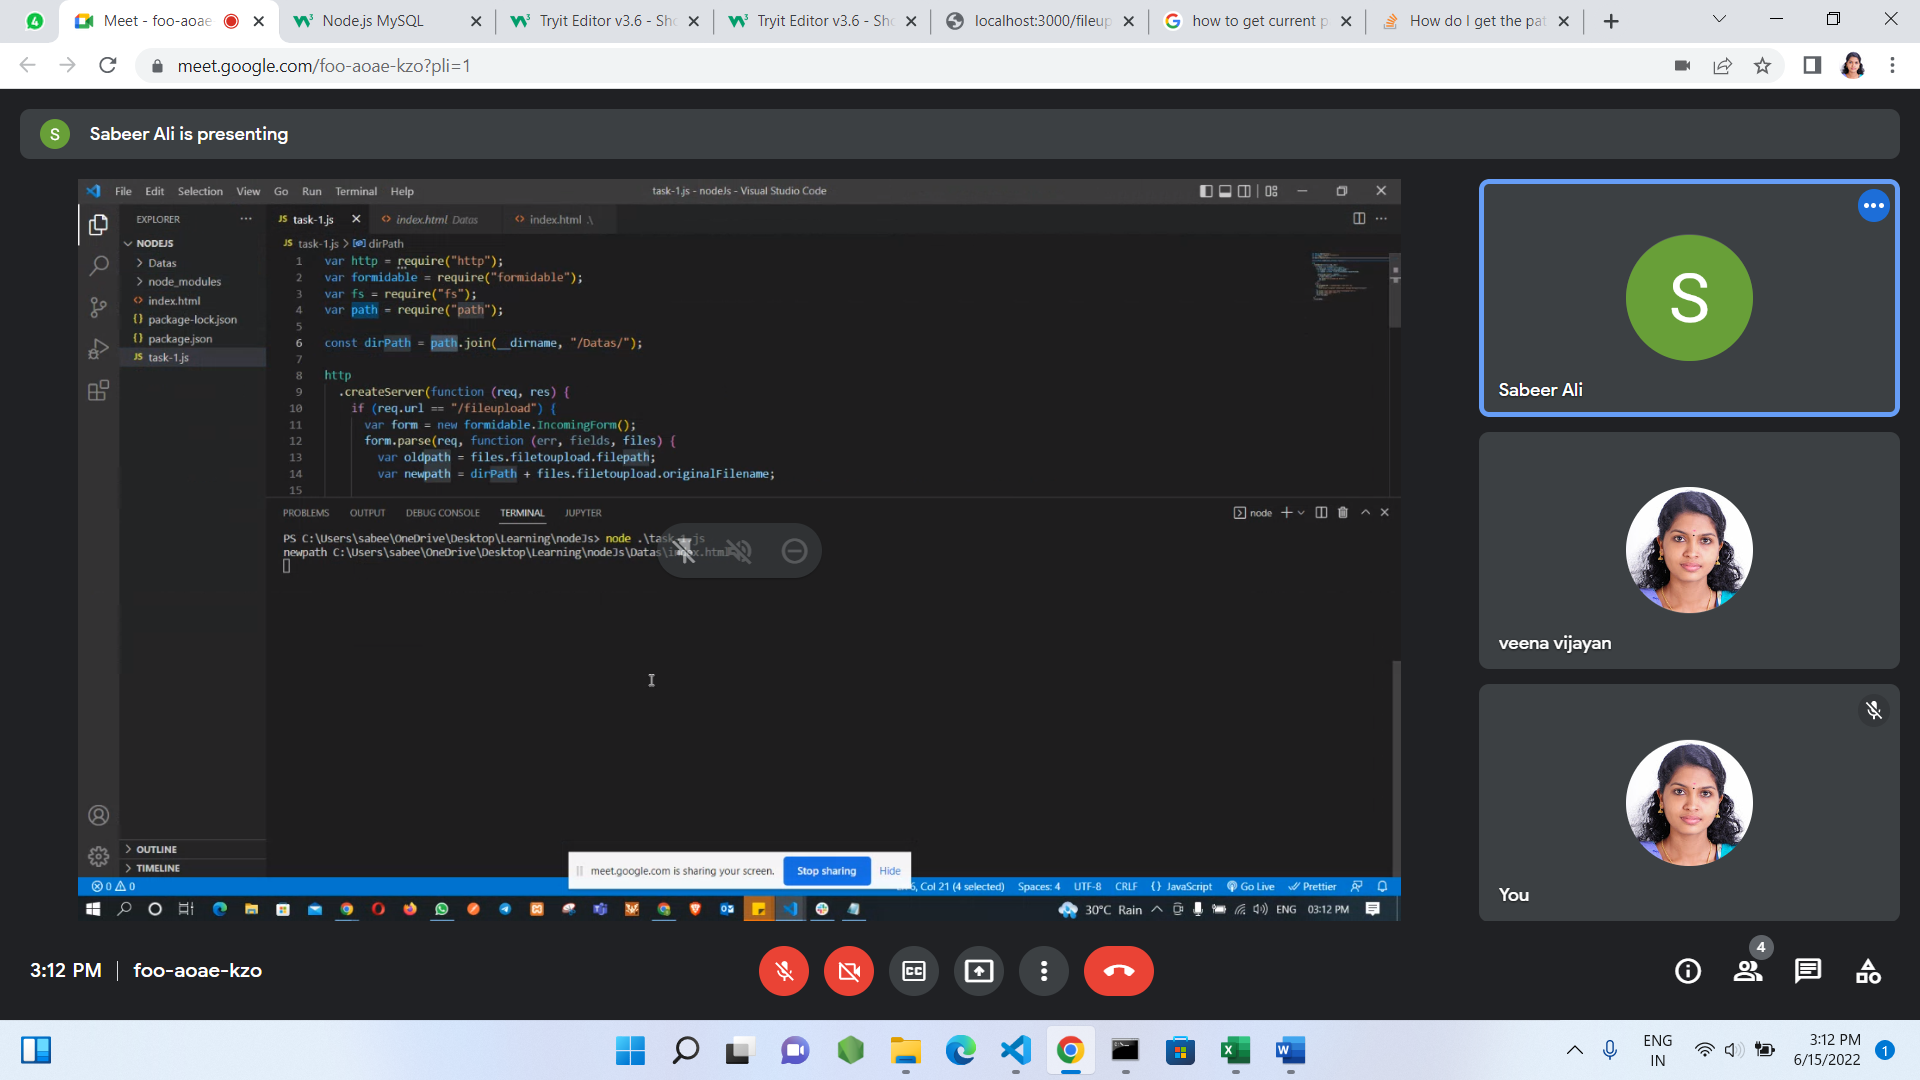 Meet - foo-aoae
Node.js MySQL
Tryit Editor v3.6 - Sho
Tryit Editor v3.6 - Sho
localhost:3000/fileup
how to get current p
How do I get the pat
meet.google.com/foo-aoae-kzo?pli=1
S
Sabeer Ali is presenting
File Edit Selection View Go Run Terminal Help
task-1.js - nodeJs - Visual Studio Code
EXPLORER
JS task-1.js
index.html Datas
index.html .\
NODEJS
Datas
node_modules
index.html
package-lock.json
package.json
JS task-1.js
OUTLINE
TIMELINE
JS task-1.js > dirPath
1 var http = require("http");
2 var formidable = require("formidable");
3 var fs = require("fs");
4 var path = require("path");
5
6 const dirPath = path.join(__dirname, "/Datas/");
7
8 http
9 .createServer(function (req, res) {
10 if (req.url == "/fileupload") {
11 var form = new formidable.IncomingForm();
12 form.parse(req, function (err, fields, files) {
13 var oldpath = files.filetoupload.filepath;
14 var newpath = dirPath + files.filetoupload.originalFilename;
15
PROBLEMS OUTPUT DEBUG CONSOLE TERMINAL JUPYTER
node
PS C:\Users\sabee\OneDrive\Desktop\Learning\nodeJs> node .\task-1.js
newpath C:\Users\sabee\OneDrive\Desktop\Learning\nodeJs\Datas\index.html
meet.google.com is sharing your screen. Stop sharing Hide
0 0
Col 21 (4 selected) Spaces: 4 UTF-8 CRLF {} JavaScript Go Live Prettier
30°C Rain ENG 03:12 PM
S
Sabeer Ali
veena vijayan
You
3:12 PM | foo-aoae-kzo
CC
4
ENG
IN
3:12 PM
6/15/2022
1